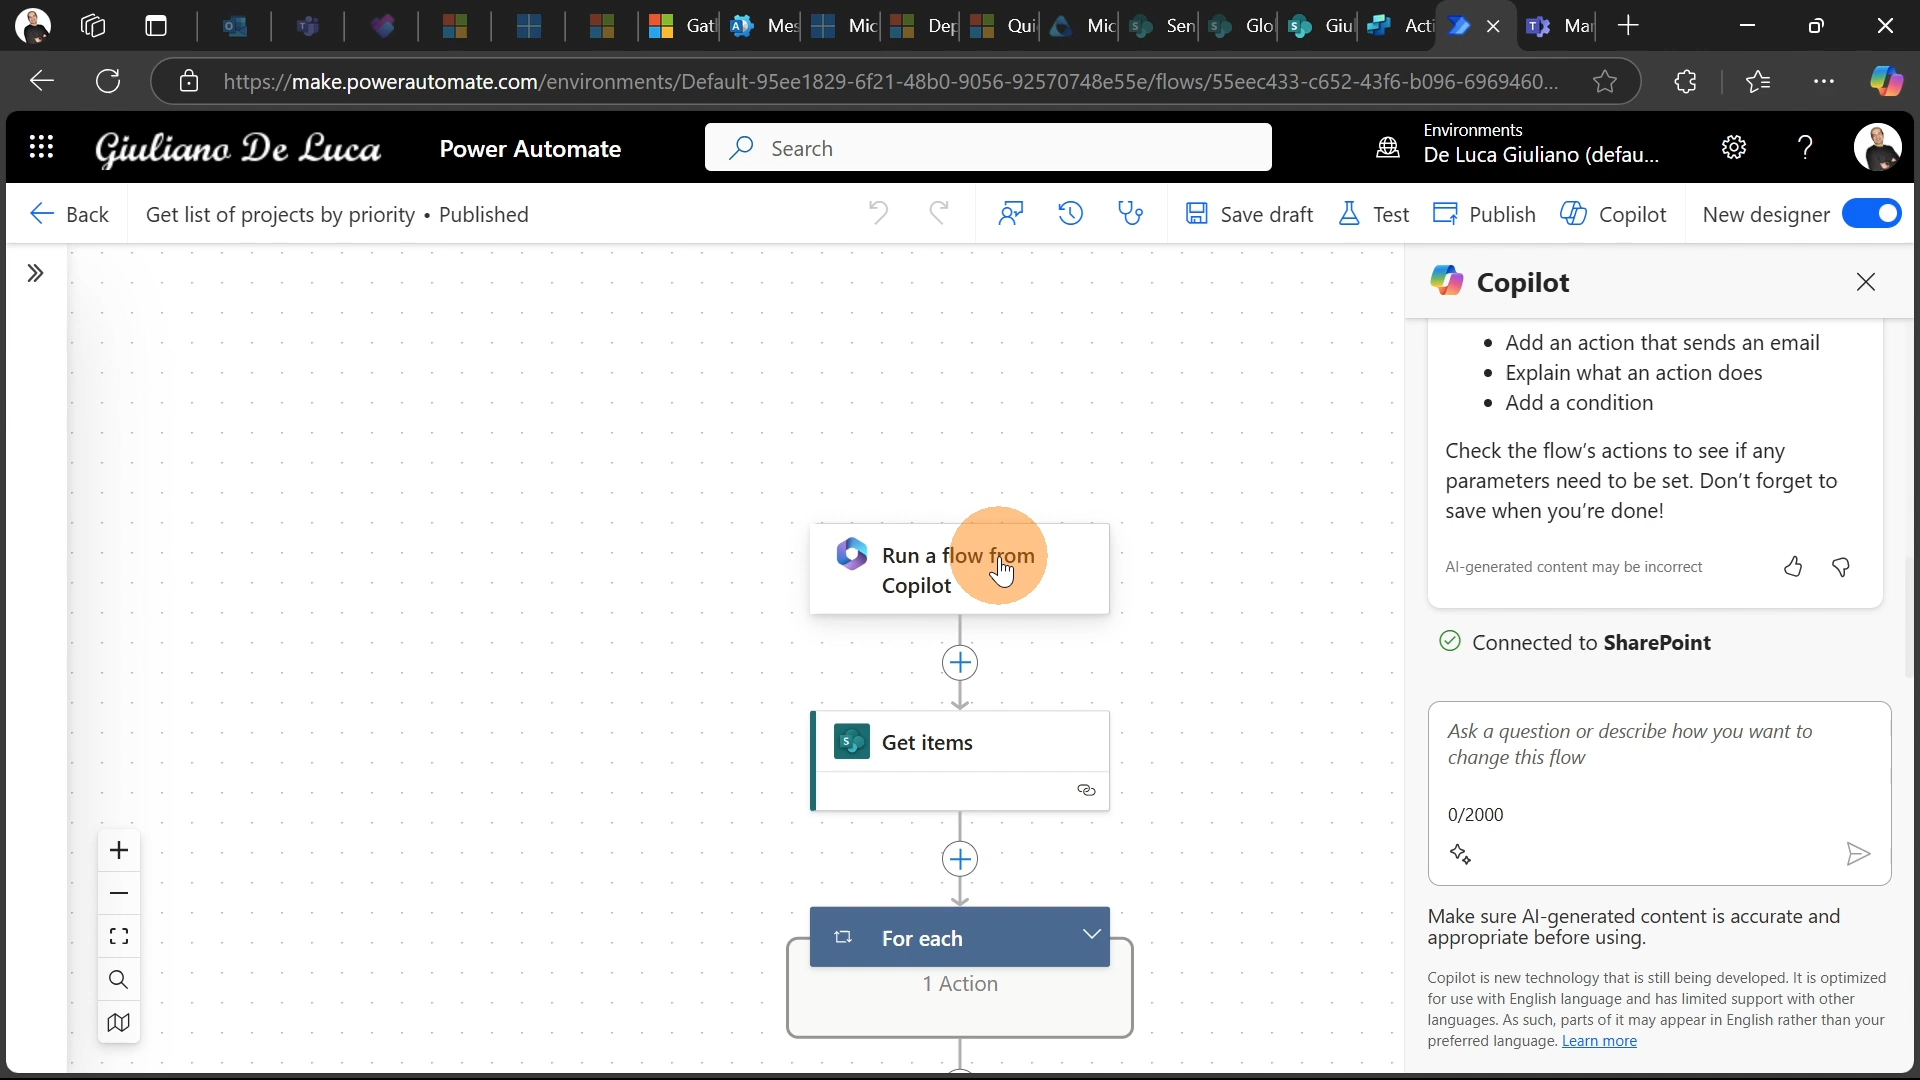 Gatl
Mes
Mic
Dep
Qui
Mic
Sen
Glo
Giu
Acti
Mar
https://make.powerautomate.com/environments/Default-95ee1829-6f21-48b0-9056-92570748e55e/flows/55eec433-c652-43f6-b096-6969460...
Giuliano De Luca
Power Automate
Search
Environments
De Luca Giuliano (defau...
Back
Get list of projects by priority • Published
Save draft
Test
Publish
Copilot
New designer
Copilot
• Add an action that sends an email
• Explain what an action does
• Add a condition
Check the flow's actions to see if any
parameters need to be set. Don't forget to
save when you're done!
AI-generated content may be incorrect
Connected to SharePoint
Ask a question or describe how you want to
change this flow
0/2000
Make sure AI-generated content is accurate and
appropriate before using.
Copilot is new technology that is still being developed. It is optimized
for use with English language and has limited support with other
languages. As such, parts of it may appear in English rather than your
preferred language. Learn more
Run a flow from
Copilot
Get items
For each
1 Action